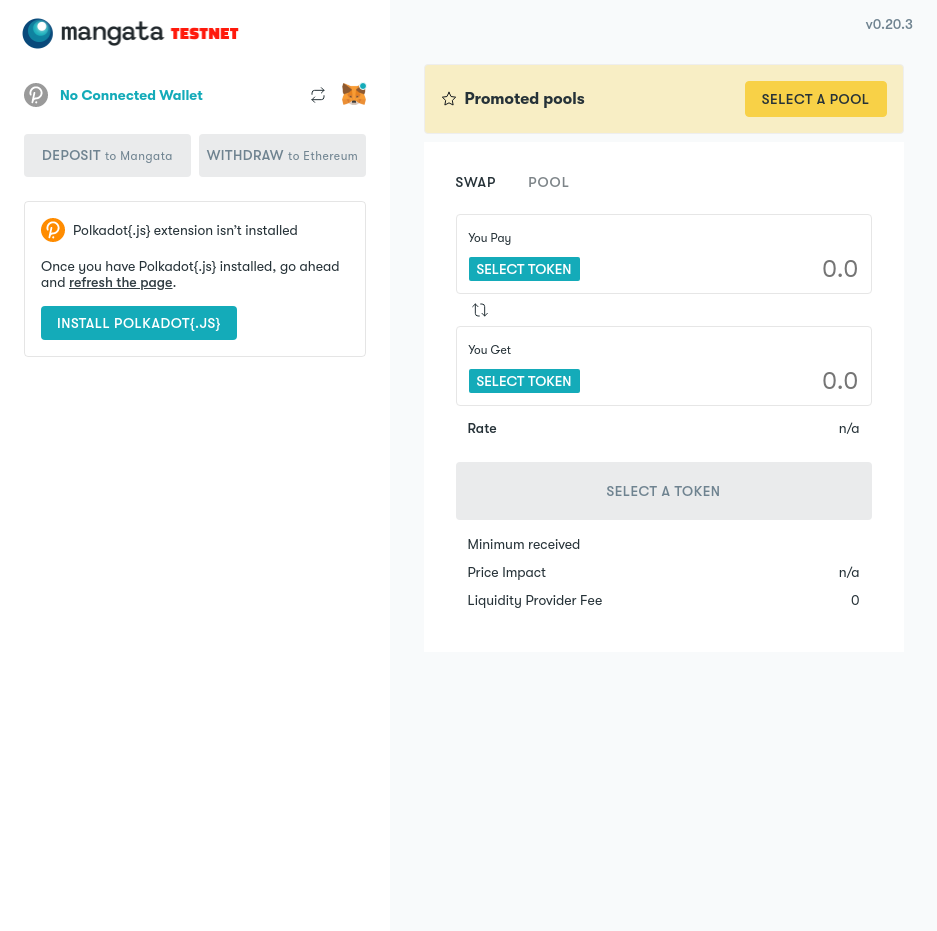 mangata TESTNET
v0.20.3
No Connected Wallet
DEPOSIT to Mangata
WITHDRAW to Ethereum
Polkadot{.js} extension isn’t installed
Once you have Polkadot{.js} installed, go ahead
and refresh the page.
INSTALL POLKADOT{.JS}
Promoted pools
SELECT A POOL
SWAP
POOL
You Pay
SELECT TOKEN
0.0
You Get
SELECT TOKEN
0.0
Rate
n/a
SELECT A TOKEN
Minimum received
Price Impact
n/a
Liquidity Provider Fee
0